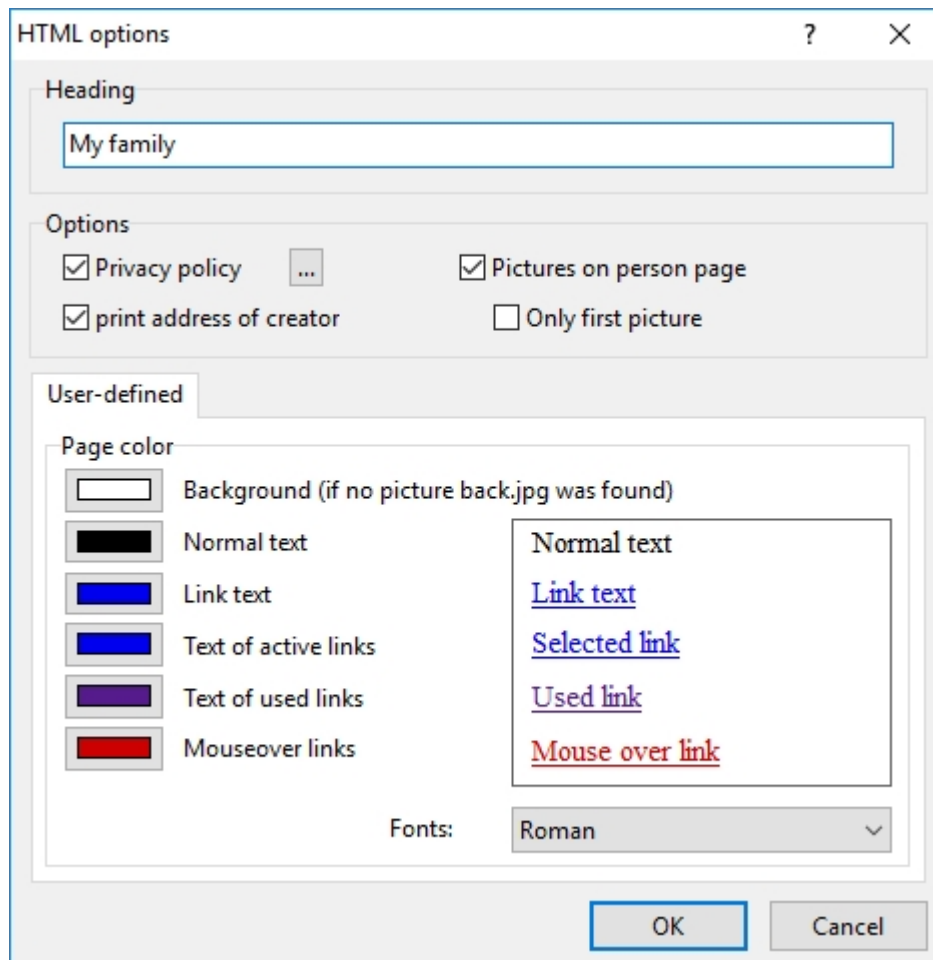 HTML options ?
Heading
My family
Options
Privacy policy ... Pictures on person page
print address of creator Only first picture
User-defined
Page color
Background (if no picture back.jpg was found)
Normal text Normal text
Link text Link text
Text of active links Selected link
Text of used links Used link
Mouseover links Mouse over link
Fonts: Roman
OK Cancel